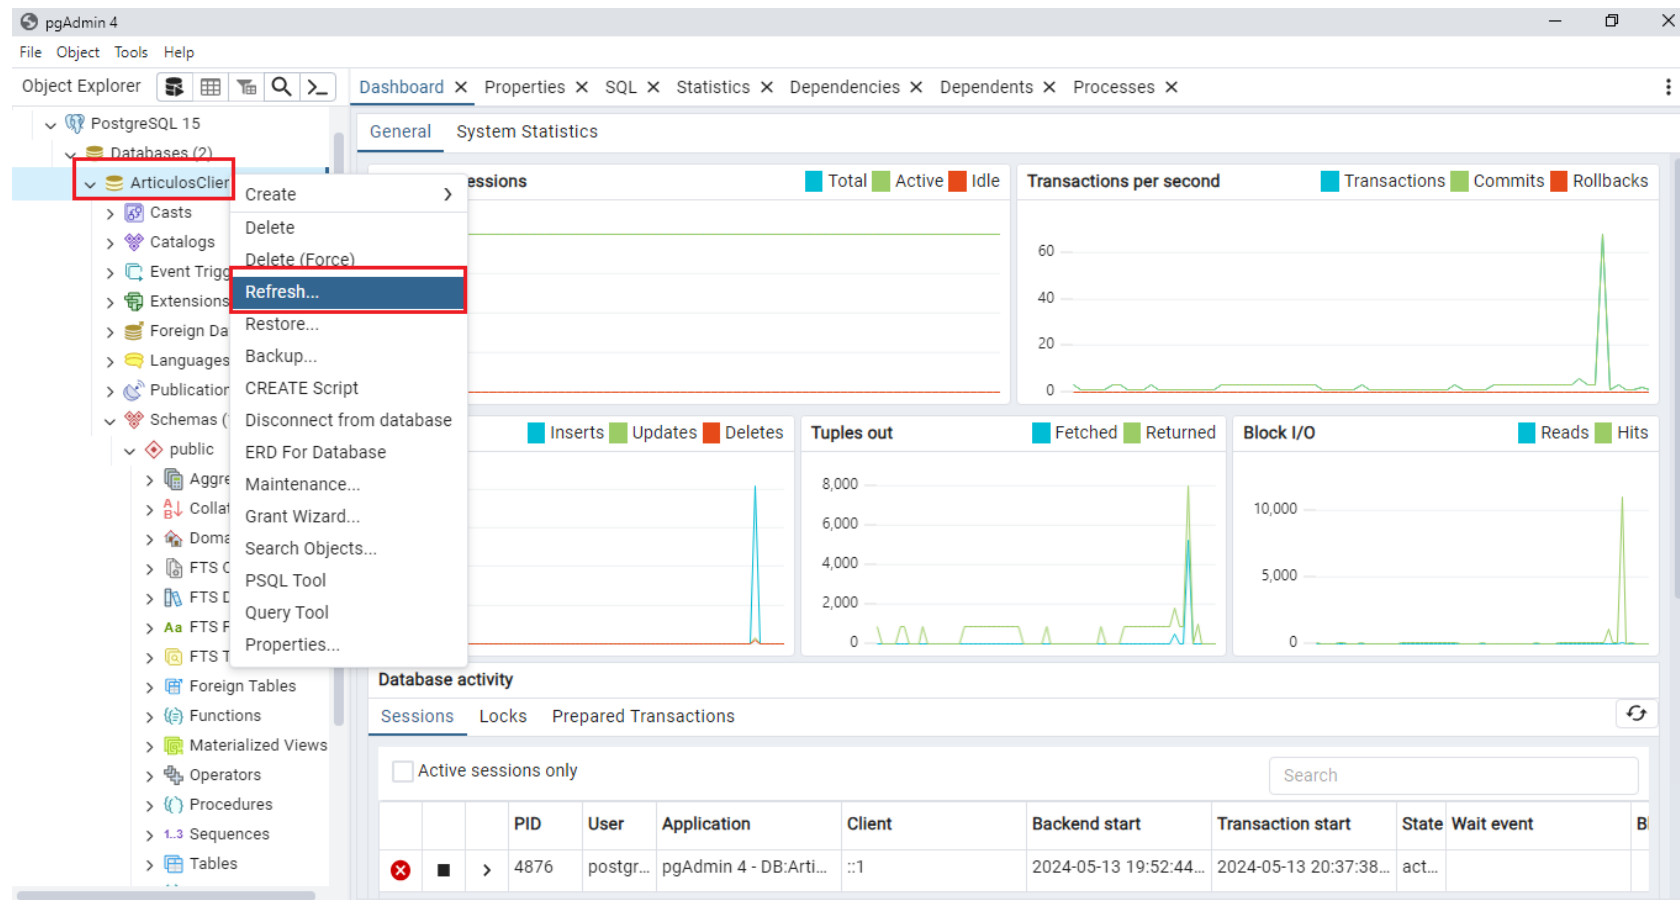 pgAdmin 4
File Object Tools Help
Object Explorer
Dashboard Properties SQL Statistics Dependencies Dependents Processes
PostgreSQL 15
Databases (2)
ArticulosClier
Casts
Catalogs
Event Trigg
Extensions
Foreign Da
Languages
Publication
Schemas (
public
Aggre
Collat
Doma
FTS C
FTS D
Aa FTS F
FTS T
Foreign Tables
Functions
Materialized Views
Operators
Procedures
1..3 Sequences
Tables
Create
Delete
Delete (Force)
Refresh...
Restore...
Backup...
CREATE Script
Disconnect from database
ERD For Database
Maintenance...
Grant Wizard...
Search Objects...
PSQL Tool
Query Tool
Properties...
General System Statistics
essions Total Active Idle
Transactions per second Transactions Commits Rollbacks
60
40
20
0
Inserts Updates Deletes
Tuples out Fetched Returned
8,000
6,000
4,000
2,000
0
Block I/O Reads Hits
10,000
5,000
0
Database activity
Sessions Locks Prepared Transactions
Active sessions only
Search
PID User Application Client Backend start Transaction start State Wait event Bl
4876 postgr... pgAdmin 4 - DB:Arti... ::1 2024-05-13 19:52:44... 2024-05-13 20:37:38... act...